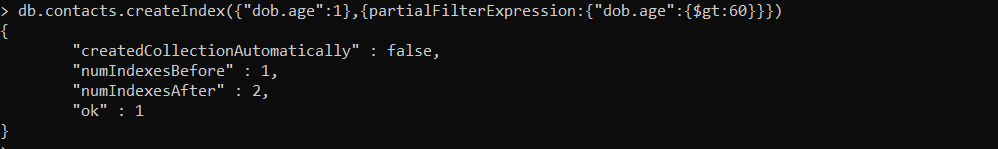 > db.contacts.createIndex({"dob.age":1},{partialFilterExpression:{"dob.age":{$gt:60}}})
{
        "createdCollectionAutomatically" : false,
        "numIndexesBefore" : 1,
        "numIndexesAfter" : 2,
        "ok" : 1
}